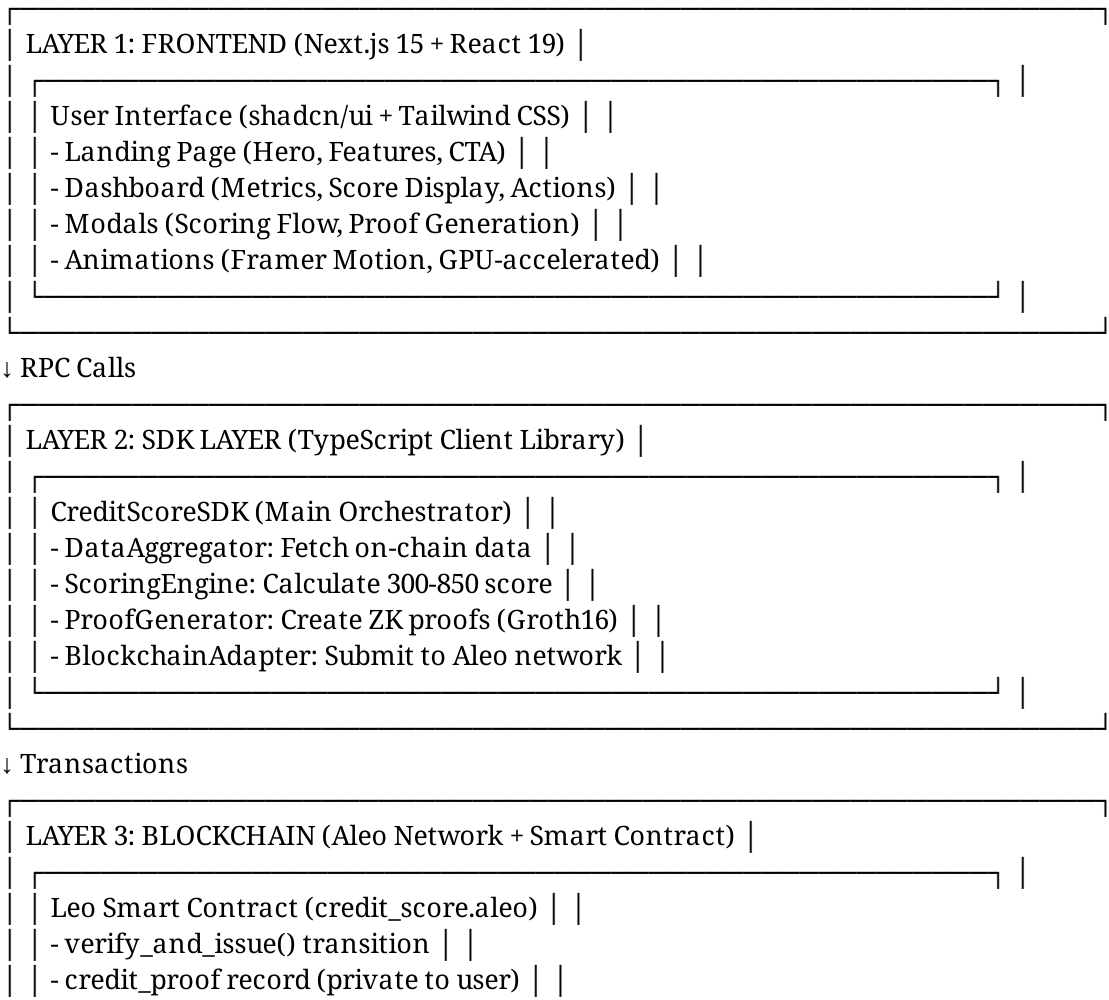 LAYER 1: FRONTEND (Next.js 15 + React 19)
User Interface (shadcn/ui + Tailwind CSS)
- Landing Page (Hero, Features, CTA)
- Dashboard (Metrics, Score Display, Actions)
- Modals (Scoring Flow, Proof Generation)
- Animations (Framer Motion, GPU-accelerated)
↓ RPC Calls
LAYER 2: SDK LAYER (TypeScript Client Library)
CreditScoreSDK (Main Orchestrator)
- DataAggregator: Fetch on-chain data
- ScoringEngine: Calculate 300-850 score
- ProofGenerator: Create ZK proofs (Groth16)
- BlockchainAdapter: Submit to Aleo network
↓ Transactions
LAYER 3: BLOCKCHAIN (Aleo Network + Smart Contract)
Leo Smart Contract (credit_score.aleo)
- verify_and_issue() transition
- credit_proof record (private to user)